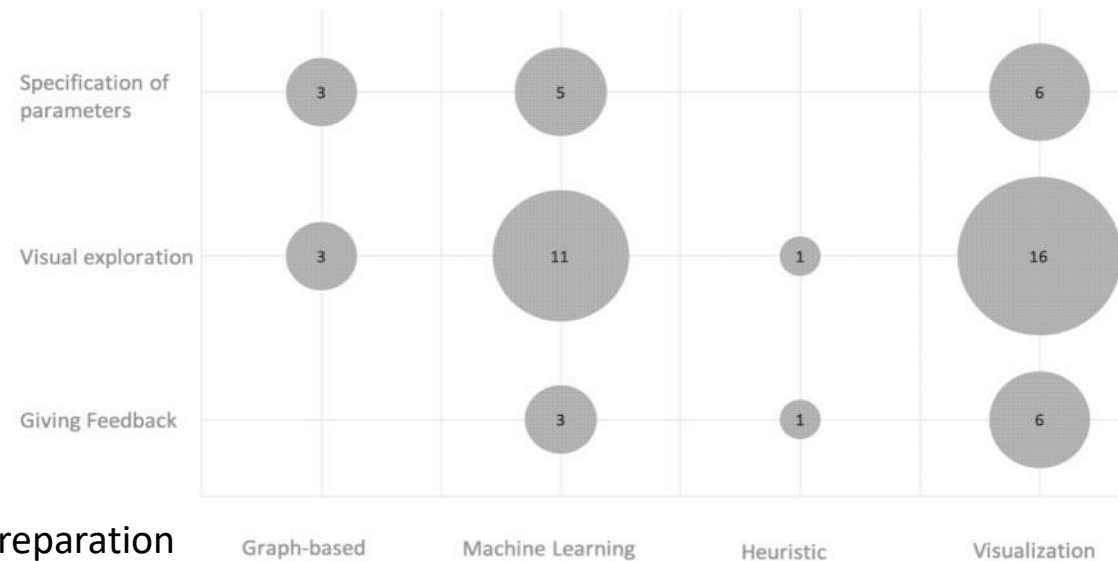 Specification of
parameters
3
5
6
Visual exploration
3
11
1
16
Giving Feedback
3
1
6
reparation
Graph-based
Machine Learning
Heuristic
Visualization